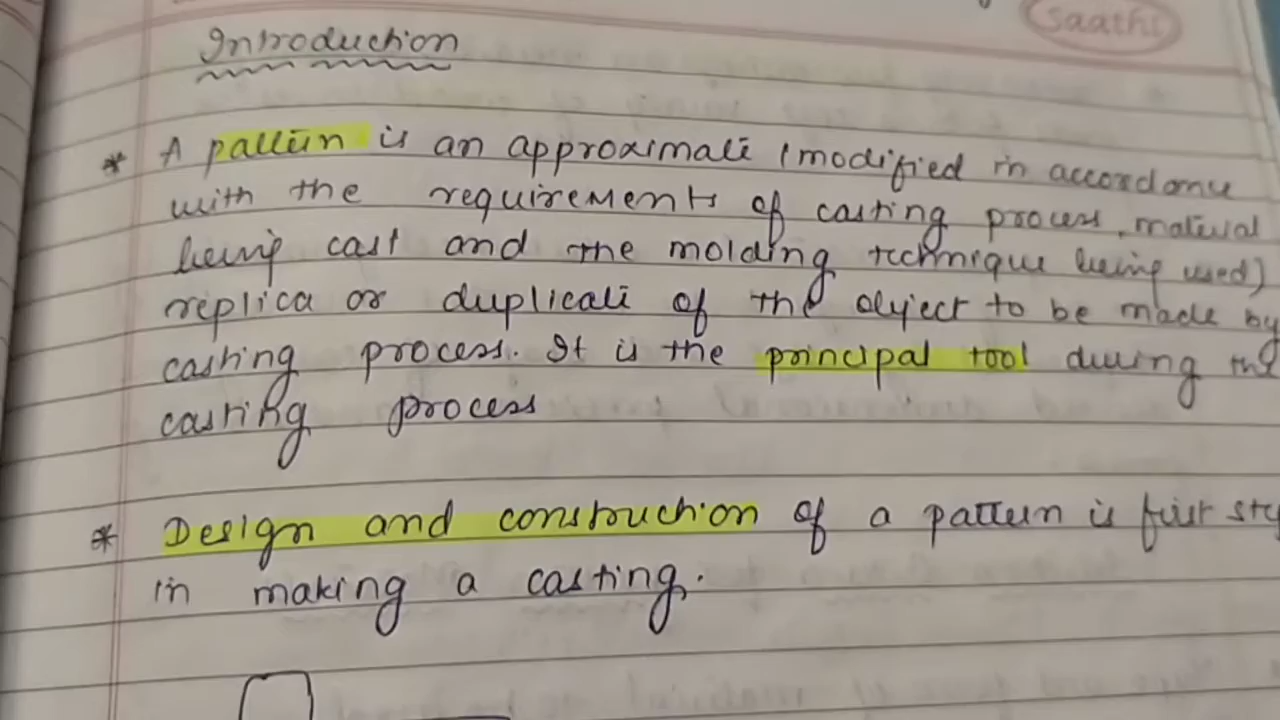 Saathi
Introduction
* A pattern is an approximate (modified in accordance
with the requirements of casting process, material
being cast and the molding technique being used)
replica or duplicate of the object to be made by
casting process. It is the principal tool during the
casting process
* Design and construction of a pattern is first ste
in making a casting.